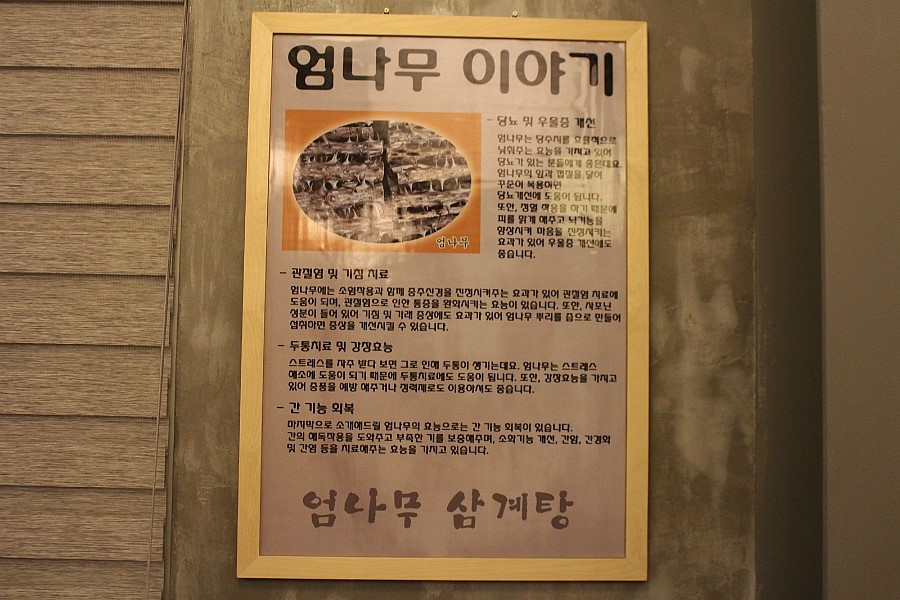 엄나무 이야기
- 당뇨 및 우울증 개선
엄나무는 당수치를 효율적으로
낮춰주는 효능을 가지고 있어
당뇨가 있는 분들에게 좋은데요.
엄나무의 잎과 껍질을 달여
꾸준히 복용하면
당뇨개선에 도움이 됩니다.
또한, 정혈 작용을 하기 때문에
피를 맑게 해주고 뇌기능을
향상시켜 마음을 진정시키는
효과가 있어 우울증 개선에도
좋습니다.
엄나무
- 관절염 및 기침 치료
엄나무에는 소염작용과 함께 중추신경을 진정시켜주는 효과가 있어 관절염 치료에
도움이 되며, 관절염으로 인한 통증을 완화시키는 효능이 있습니다. 또한, 사포닌
성분이 들어 있어 기침 및 가래 증상에도 효과가 있어 엄나무 뿌리를 즙으로 만들어
섭취하면 증상을 개선시킬 수 있습니다.
- 두통치료 및 강장효능
스트레스를 자주 받다 보면 그로 인해 두통이 생기는데요. 엄나무는 스트레스
해소에 도움이 되기 때문에 두통치료에도 도움이 됩니다. 또한, 강장효능을 가지고
있어 중풍을 예방 해주거나 정력제로도 이용하셔도 좋습니다.
- 간 기능 회복
마지막으로 소개해드릴 엄나무의 효능으로는 간 기능 회복이 있습니다.
간의 해독작용을 도와주고 부족한 기를 보충해주며, 소화기능 개선, 간암, 간경화
및 간염 등을 치료해주는 효능을 가지고 있습니다.
엄나무 삼계탕